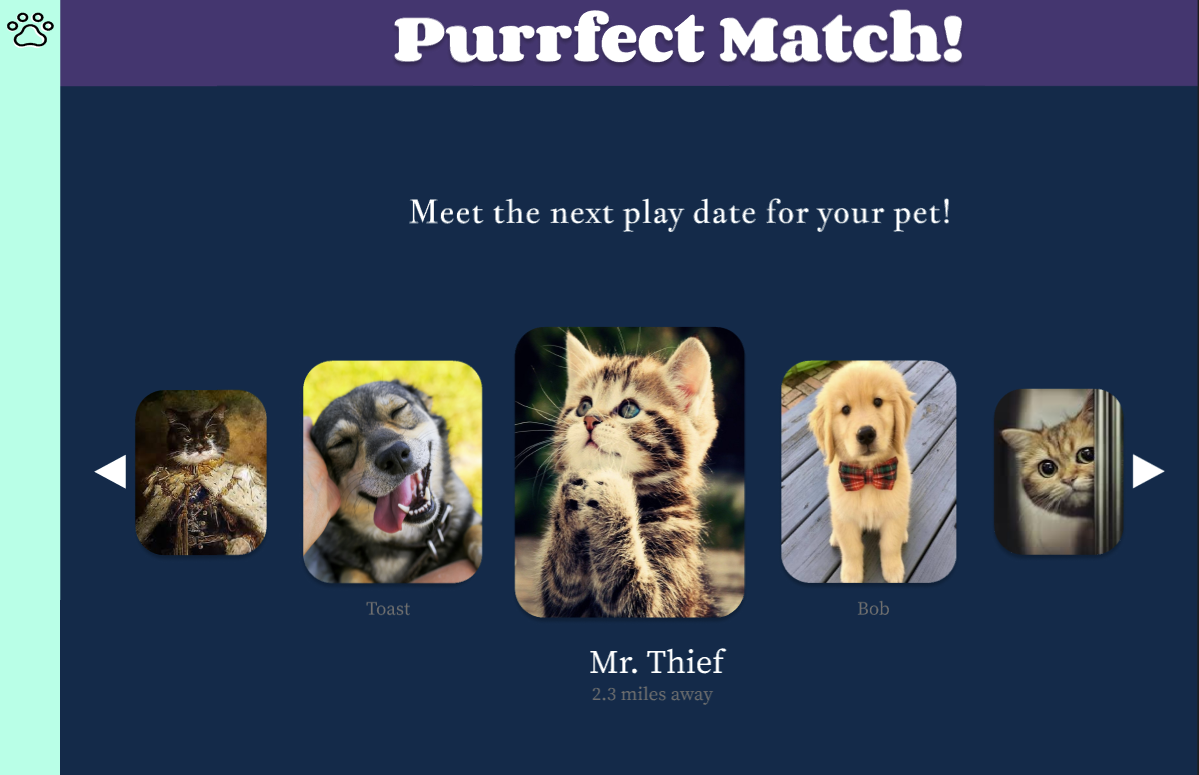 Purrfect Match!
Meet the next play date for your pet!
Toast
Bob
Mr. Thief
2.3 miles away